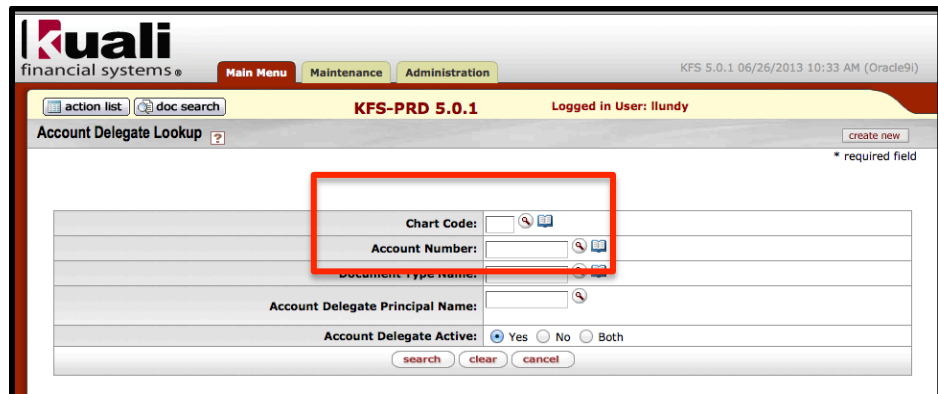 kuali
financial systems®
Main Menu Maintenance Administration
KFS 5.0.1 06/26/2013 10:33 AM (Oracle9i)
action list doc search KFS-PRD 5.0.1 Logged in User: llundy
Account Delegate Lookup ? create new
* required field
Chart Code:
Account Number:
Document Type Name:
Account Delegate Principal Name:
Account Delegate Active: Yes No Both
search clear cancel